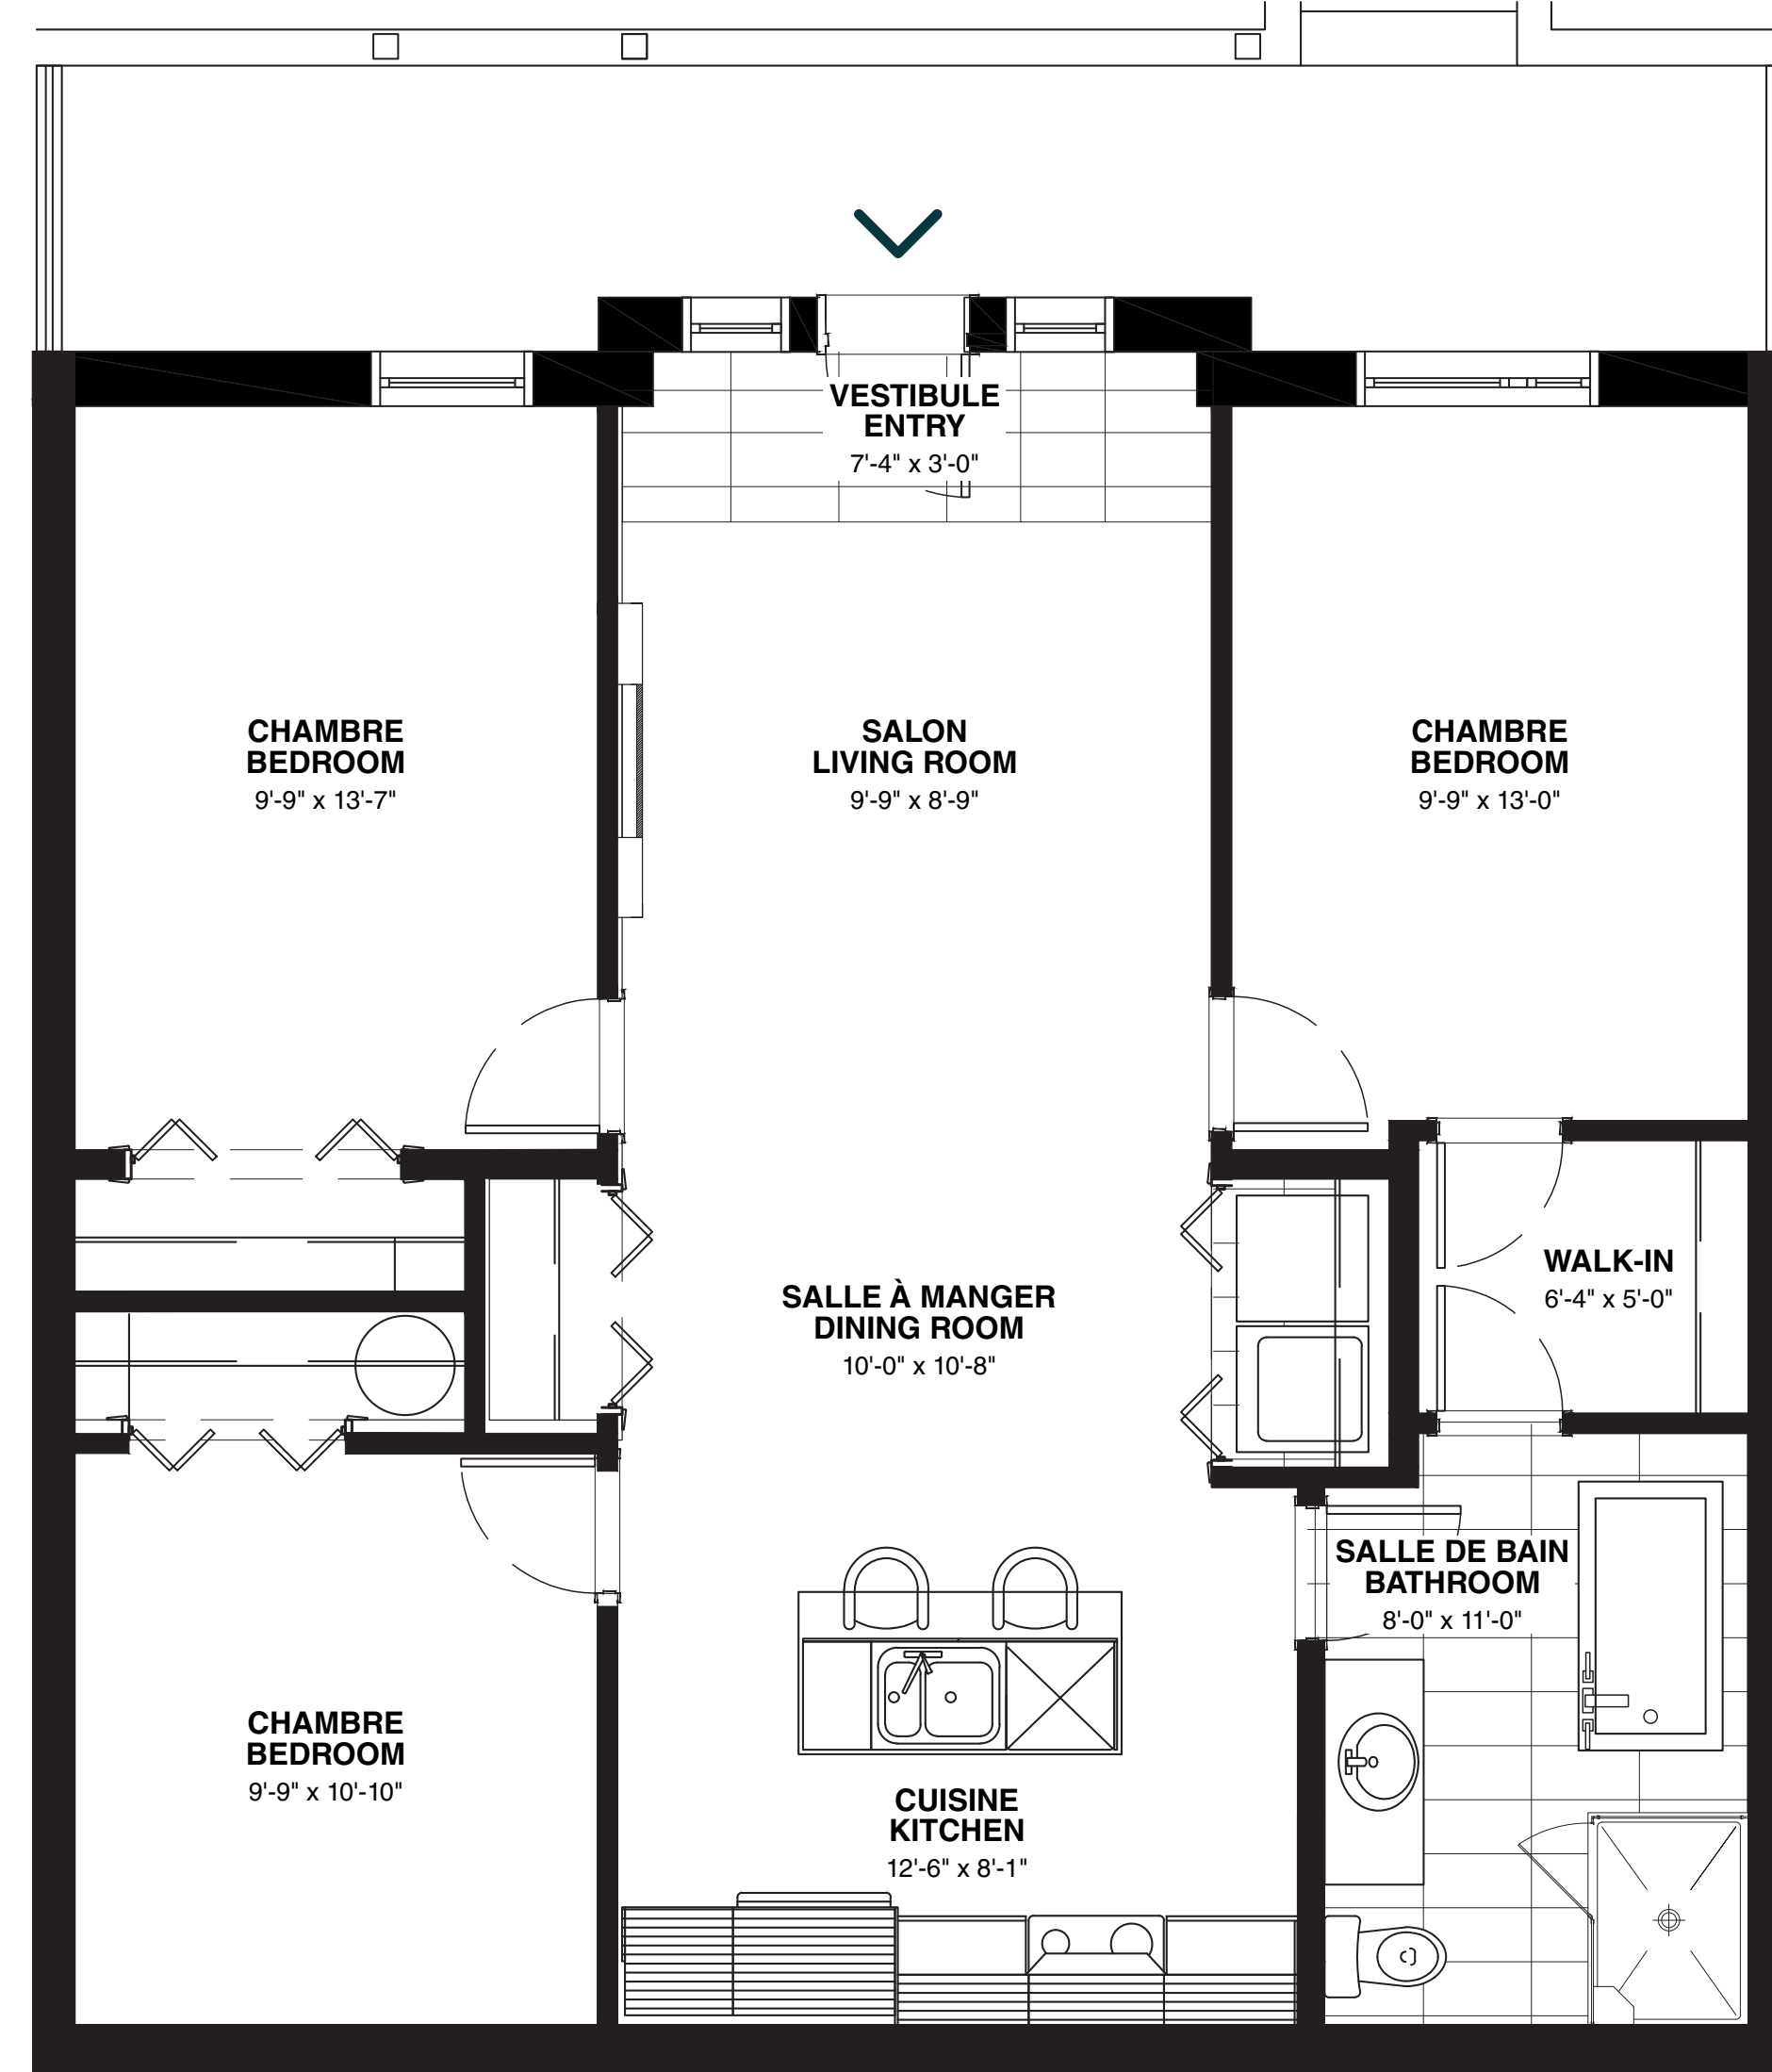 VESTIBULE
ENTRY
7'-4" x 3'-0"
CHAMBRE
BEDROOM
9'-9" x 13'-7"
SALON
LIVING ROOM
9'-9" x 8'-9"
CHAMBRE
BEDROOM
9'-9" x 13'-0"
WALK-IN
6'-4" x 5'-0"
SALLE À MANGER
DINING ROOM
10'-0" x 10'-8"
SALLE DE BAIN
BATHROOM
8'-0" x 11'-0"
CHAMBRE
BEDROOM
9'-9" x 10'-10"
CUISINE
KITCHEN
12'-6" x 8'-1"